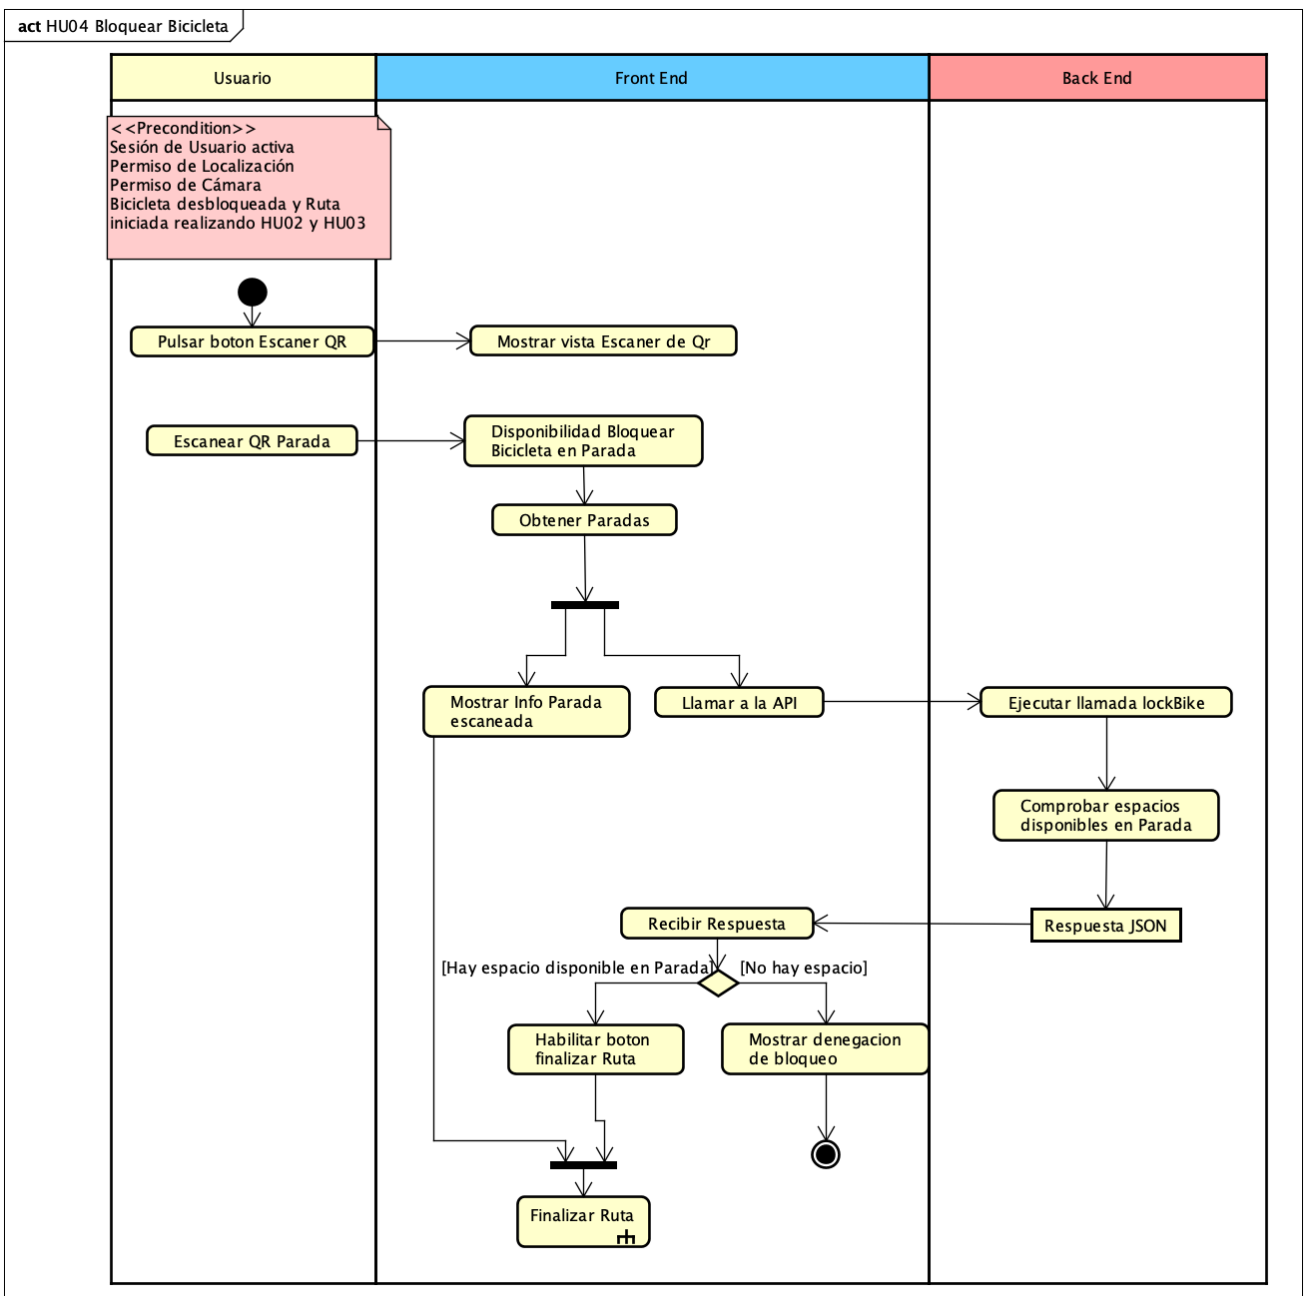 act HU04 Bloquear Bicicleta
Usuario
Front End
Back End
<<Precondition>>
Sesión de Usuario activa
Permiso de Localización
Permiso de Cámara
Bicicleta desbloqueada y Ruta
iniciada realizando HU02 y HU03
Pulsar boton Escaner QR
Mostrar vista Escaner de Qr
Escanear QR Parada
Disponibilidad Bloquear
Bicicleta en Parada
Obtener Paradas
Mostrar Info Parada
escaneada
Llamar a la API
Ejecutar llamada lockBike
Comprobar espacios
disponibles en Parada
Recibir Respuesta
Respuesta JSON
[Hay espacio disponible en Parada]
[No hay espacio]
Habilitar boton
finalizar Ruta
Mostrar denegacion
de bloqueo
Finalizar Ruta